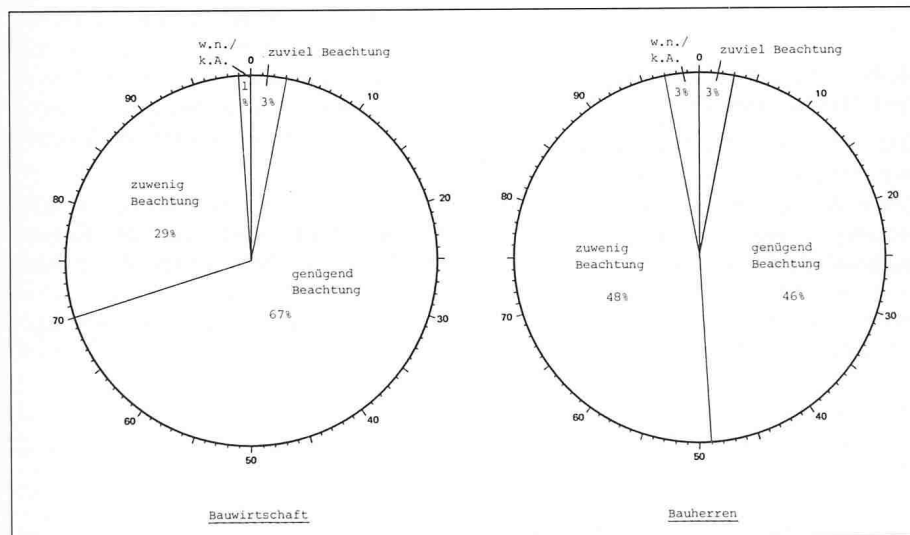 w.n./
k.A.
0
zuviel Beachtung
1
%
3%
10
20
30
40
50
60
70
80
90
zuwenig
Beachtung
29%
genügend
Beachtung
67%
Bauwirtschaft
w.n./
k.A.
0
zuviel Beachtung
3%
3%
10
20
30
40
50
60
70
80
90
zuwenig
Beachtung
48%
genügend
Beachtung
46%
Bauherren